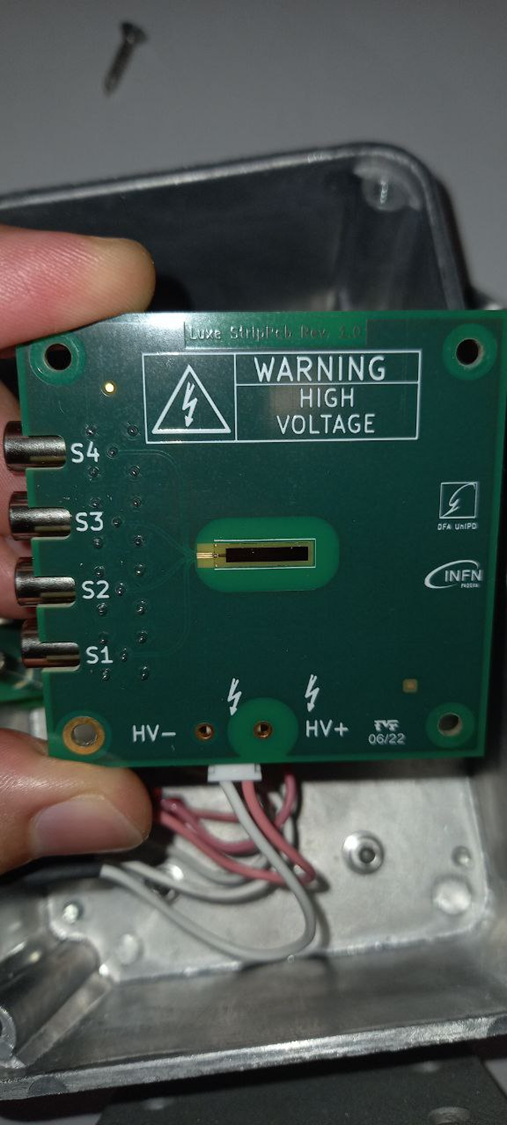 Luxe StripPcb Rev. 1.0
WARNING
HIGH
VOLTAGE
S4
S3
S2
S1
DFA UniPD
INFN
PADOVA
HV-
HV+
06/22